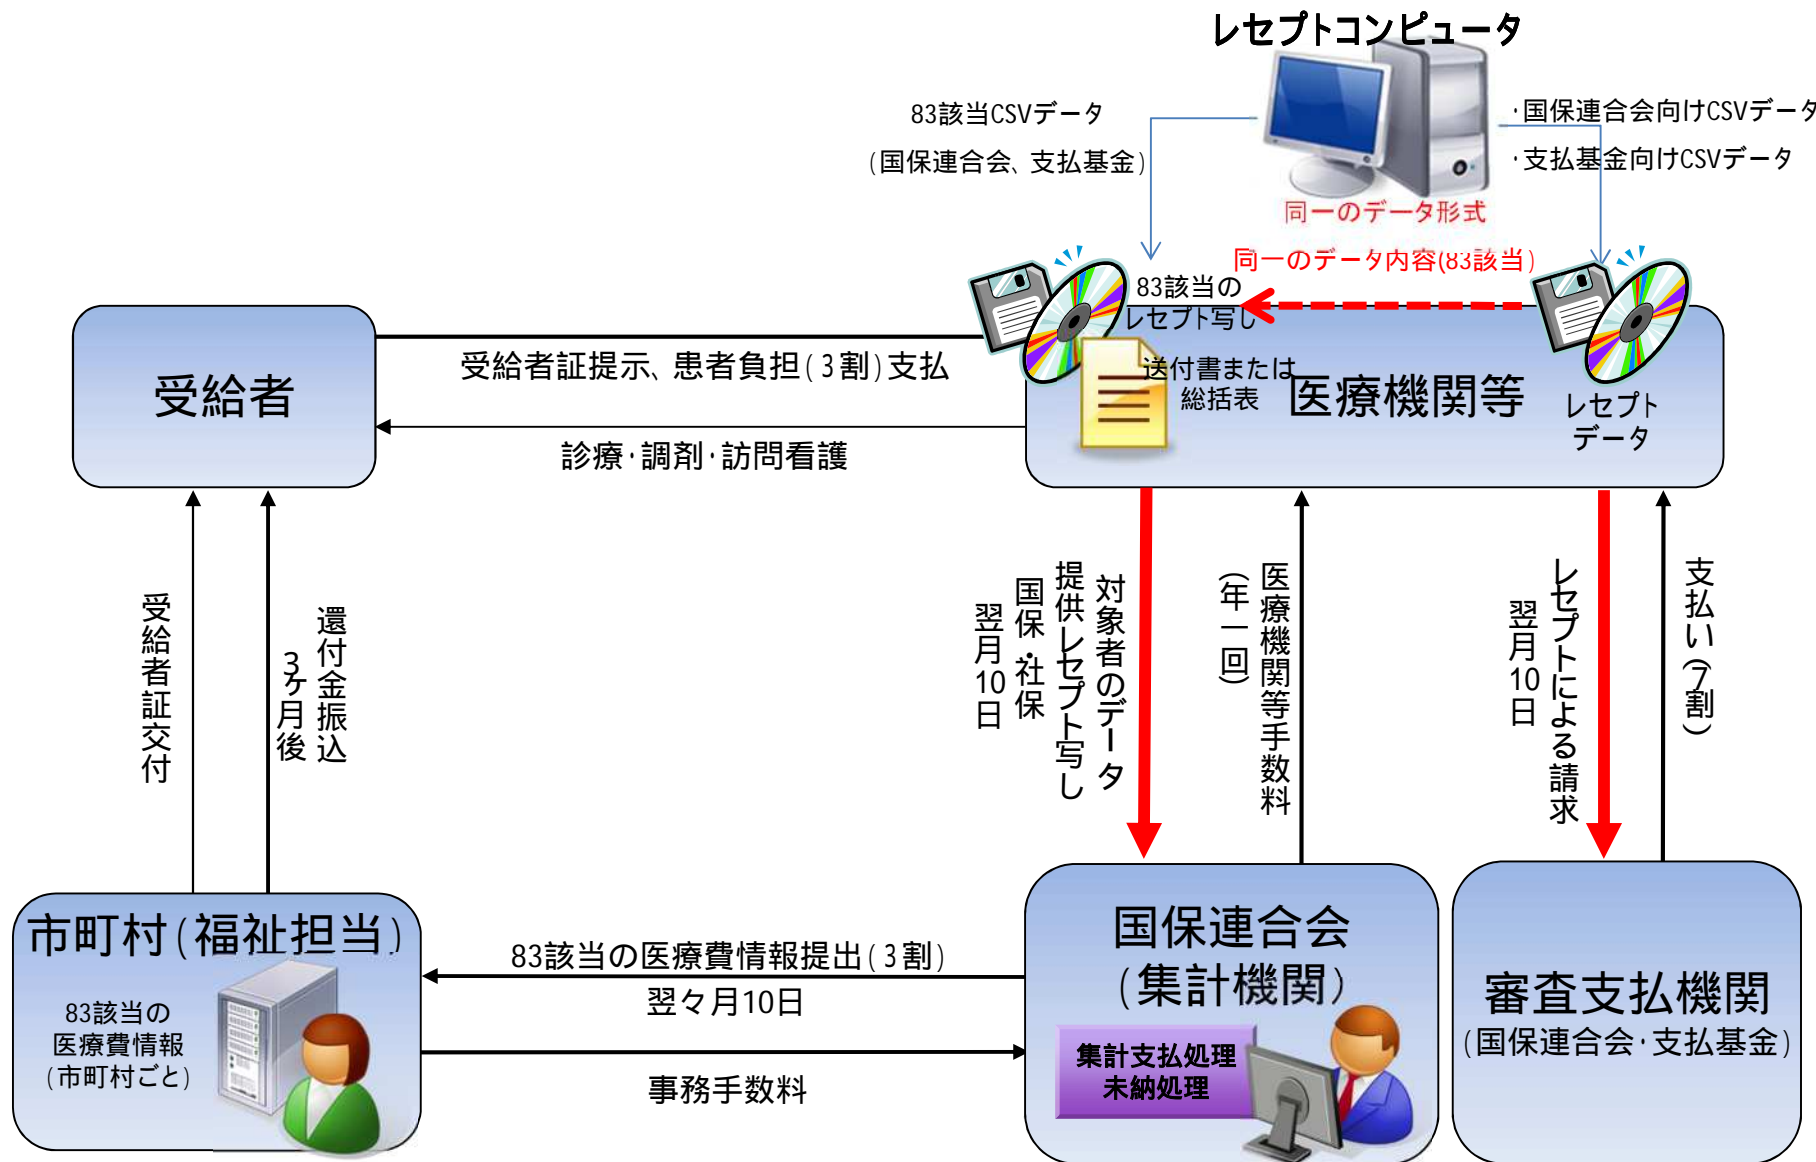 レセプトコンピュータ
83該当CSVデータ
(国保連合会、支払基金)
・国保連合会向けCSVデータ
・支払基金向けCSVデータ
同一のデータ形式
同一のデータ内容(83該当)
83該当の
レセプト写し
送付書または
総括表
医療機関等
レセプト
データ
受給者
受給者証提示、患者負担(3割)支払
診療・調剤・訪問看護
受給者証交付
還付金振込
3ヶ月後
対象者のデータ
提供レセプト写し
国保・社保
翌月10日
医療機関等手数料
(年一回)
レセプトによる請求
翌月10日
支払い(7割)
市町村(福祉担当)
83該当の
医療費情報
(市町村ごと)
83該当の医療費情報提出(3割)
翌々月10日
事務手数料
国保連合会
(集計機関)
集計支払処理
未納処理
審査支払機関
(国保連合会・支払基金)